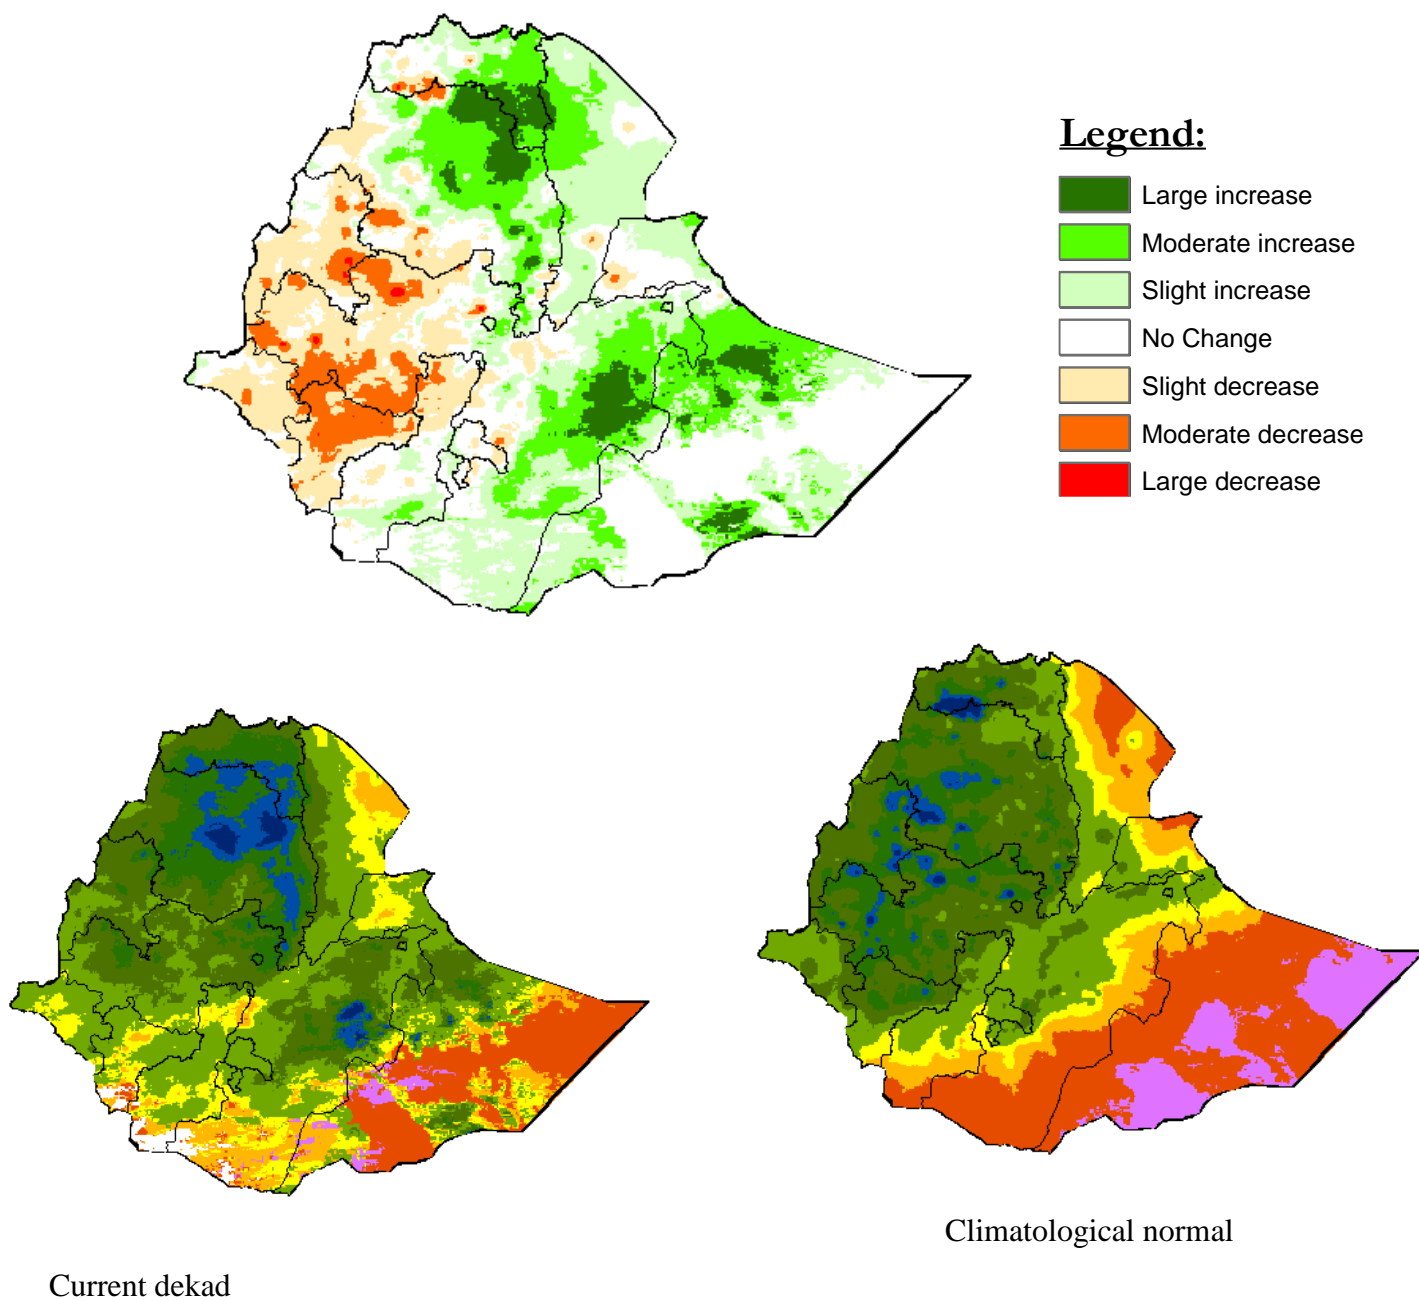 Legend:
Large increase
Moderate increase
Slight increase
No Change
Slight decrease
Moderate decrease
Large decrease
Climatological normal
Current dekad